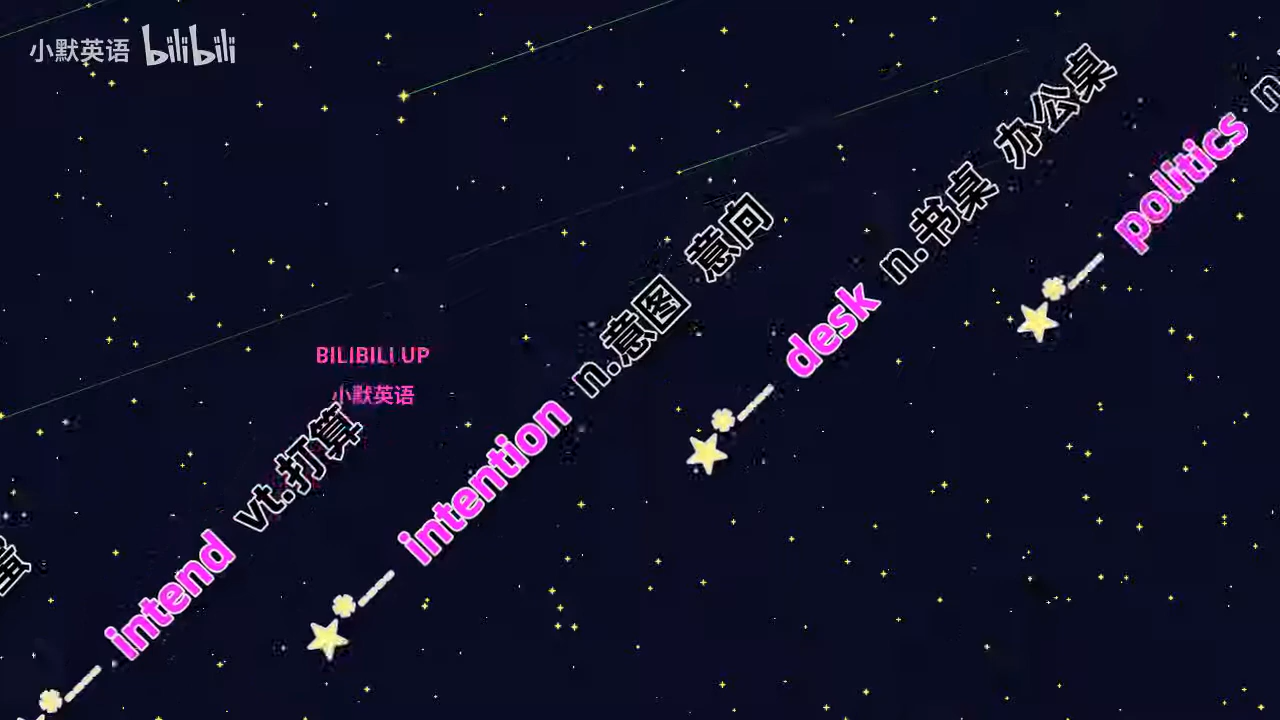 小默英语 bilibili
BILIBILI UP
小默英语
intend vt.打算
intention n.意图 意向
desk n.书桌 办公桌
politics n